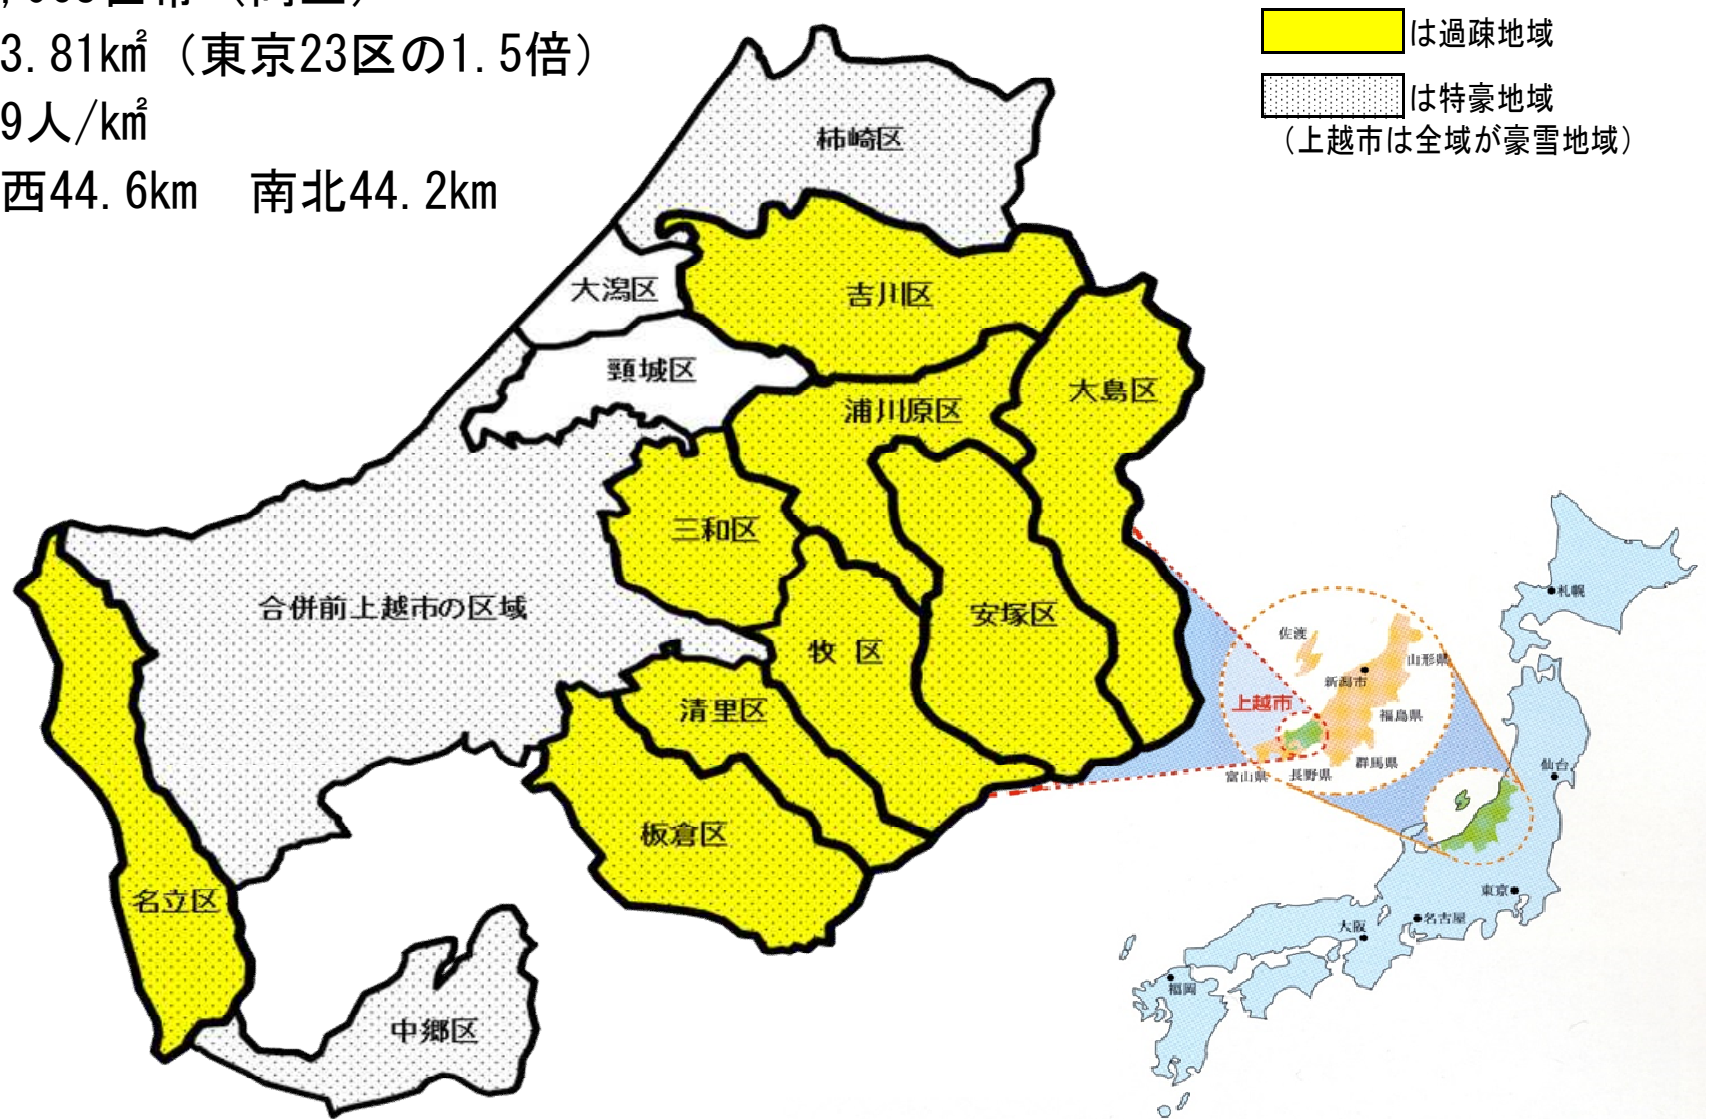 3.81㎢（東京23区の1.5倍）
9人/㎢
西44.6km　南北44.2km
は過疎地域
は特豪地域
（上越市は全域が豪雪地域）
柿崎区
大潟区
吉川区
頸城区
大島区
浦川原区
三和区
合併前上越市の区域
安塚区
牧 区
清里区
板倉区
名立区
中郷区
札幌
佐渡
山形県
新潟市
上越市
福島県
群馬県
富山県
長野県
仙台
東京
名古屋
大阪
福岡